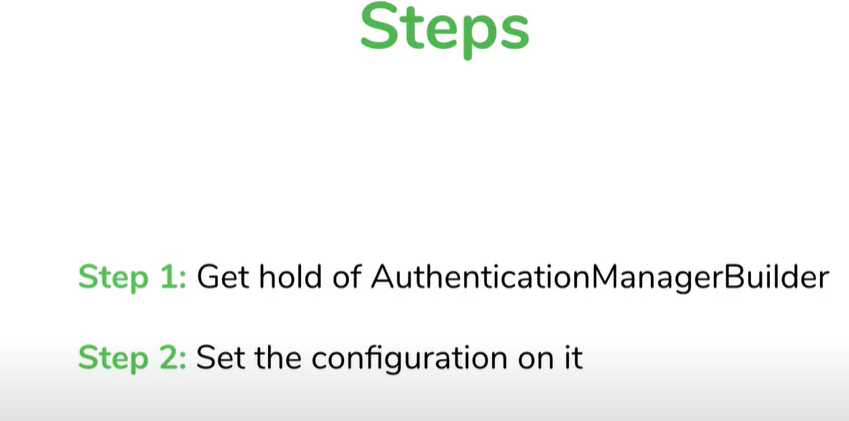 Steps
Step 1: Get hold of AuthenticationManagerBuilder
Step 2: Set the configuration on it